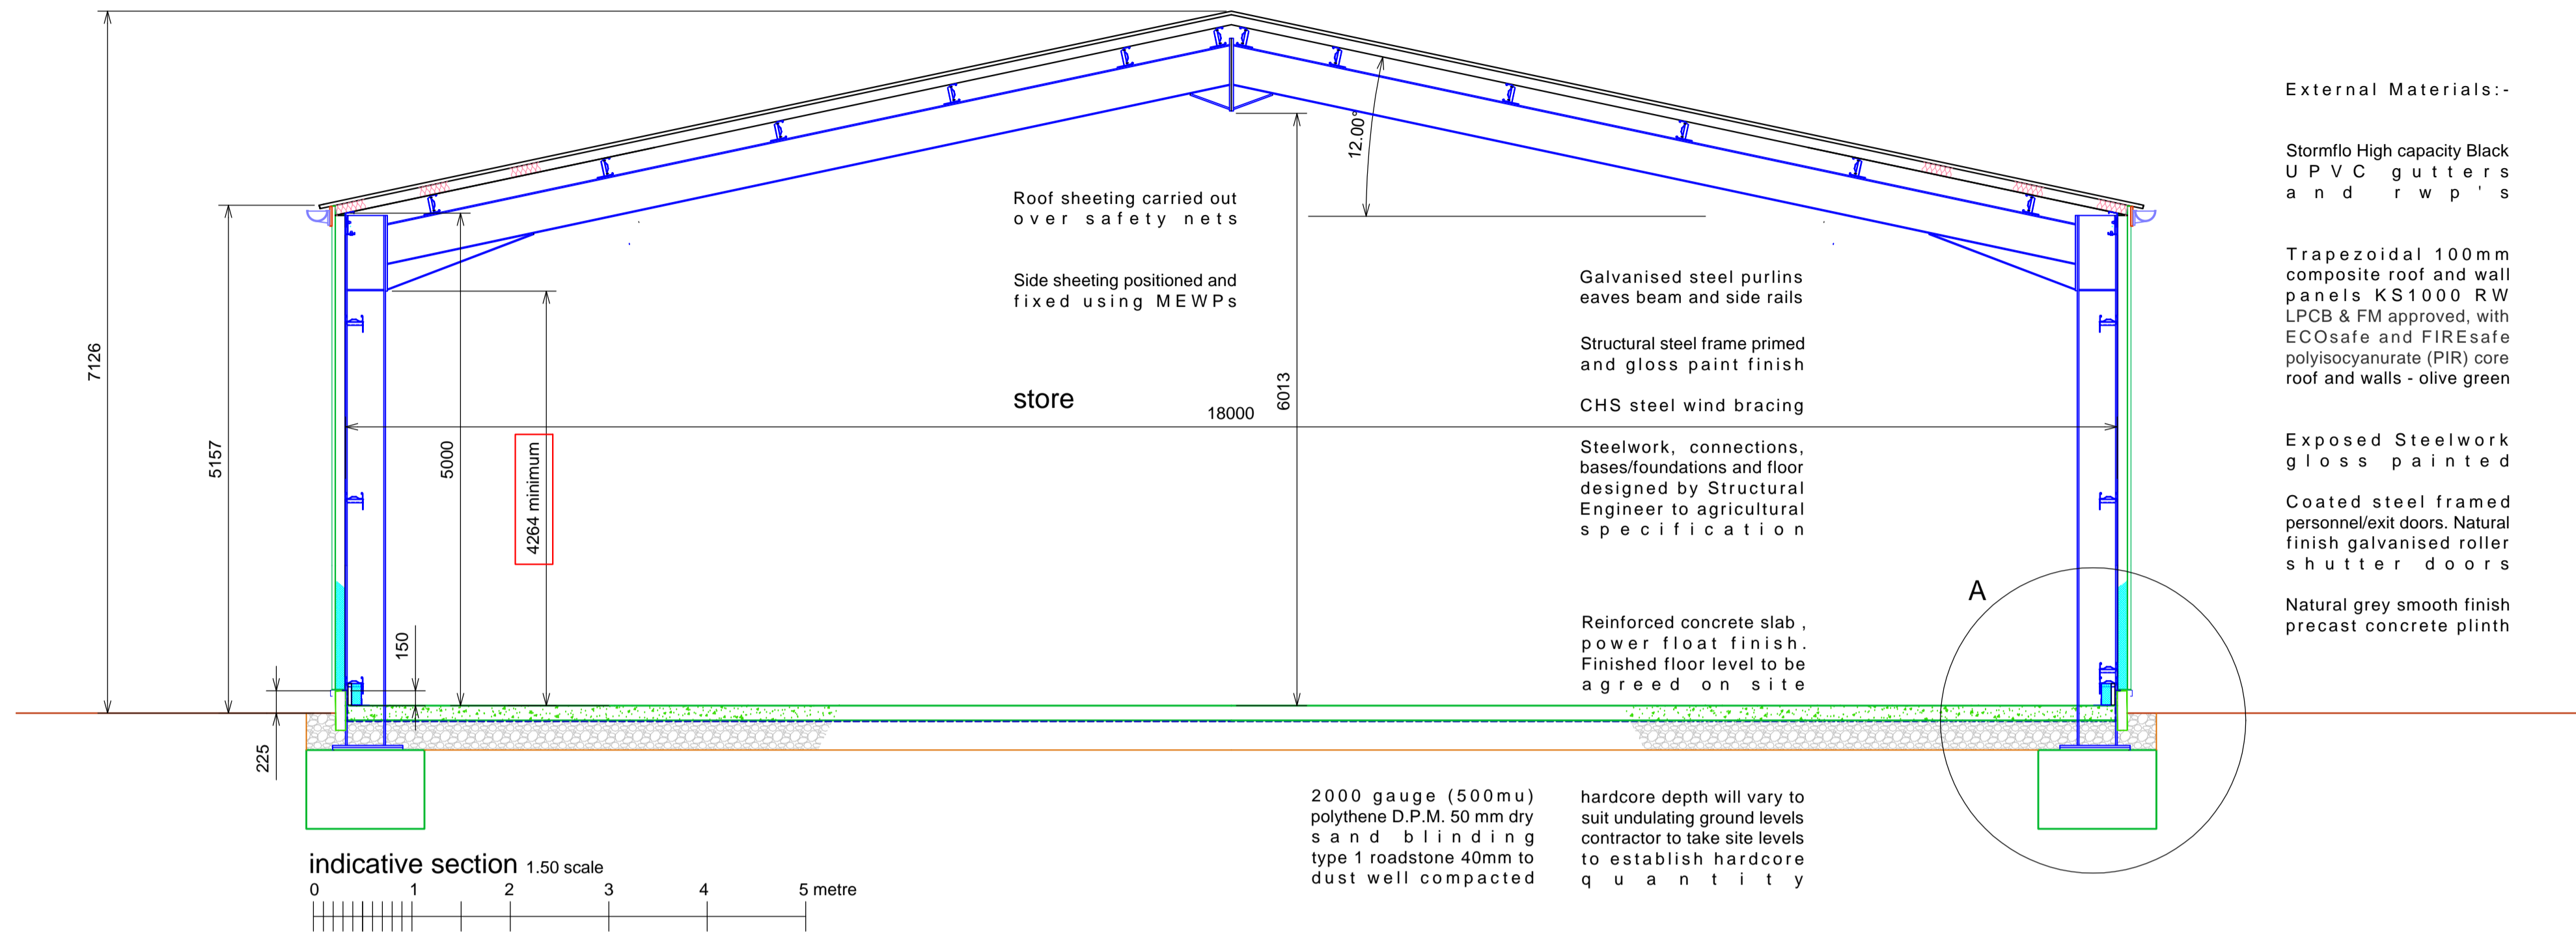 External Materials:-
Stormflo High capacity Black
UPVC gutters
and rwp's
Trapezoidal 100mm
composite roof and wall
panels KS1000 RW
LPCB & FM approved, with
ECOsafe and FIREsafe
polyisocyanurate (PIR) core
roof and walls - olive green
Exposed Steelwork
gloss painted
Coated steel framed
personnel/exit doors. Natural
finish galvanised roller
shutter doors
Natural grey smooth finish
precast concrete plinth
Roof sheeting carried out
over safety nets
Side sheeting positioned and
fixed using MEWPs
store
Galvanised steel purlins
eaves beam and side rails
Structural steel frame primed
and gloss paint finish
CHS steel wind bracing
Steelwork, connections,
bases/foundations and floor
designed by Structural
Engineer to agricultural
specification
Reinforced concrete slab ,
power float finish.
Finished floor level to be
agreed on site
7126
5157
5000
4264 minimum
150
225
18000
6013
12.00°
A
2000 gauge (500mu)
polythene D.P.M. 50 mm dry
sand blinding
type 1 roadstone 40mm to
dust well compacted
hardcore depth will vary to
suit undulating ground levels
contractor to take site levels
to establish hardcore
quantity
indicative section 1.50 scale
0 1 2 3 4 5 metre